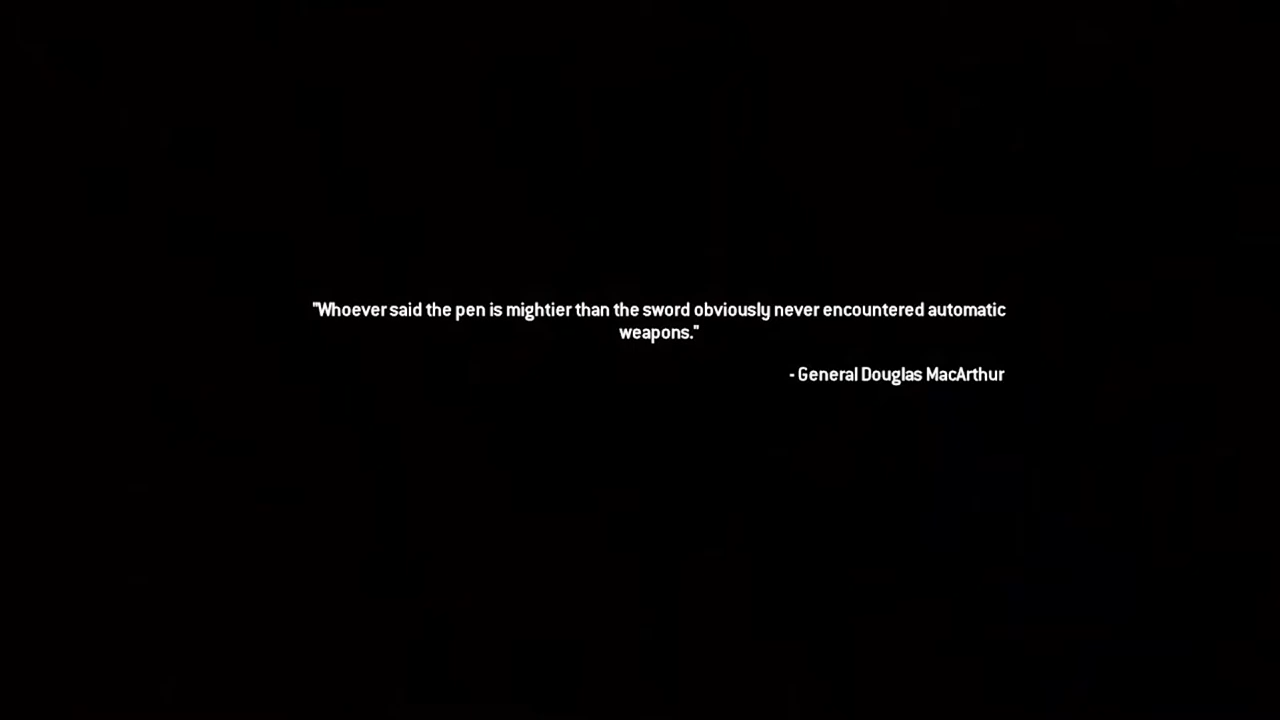 "Whoever said the pen is mightier than the sword obviously never encountered automatic
weapons."
- General Douglas MacArthur